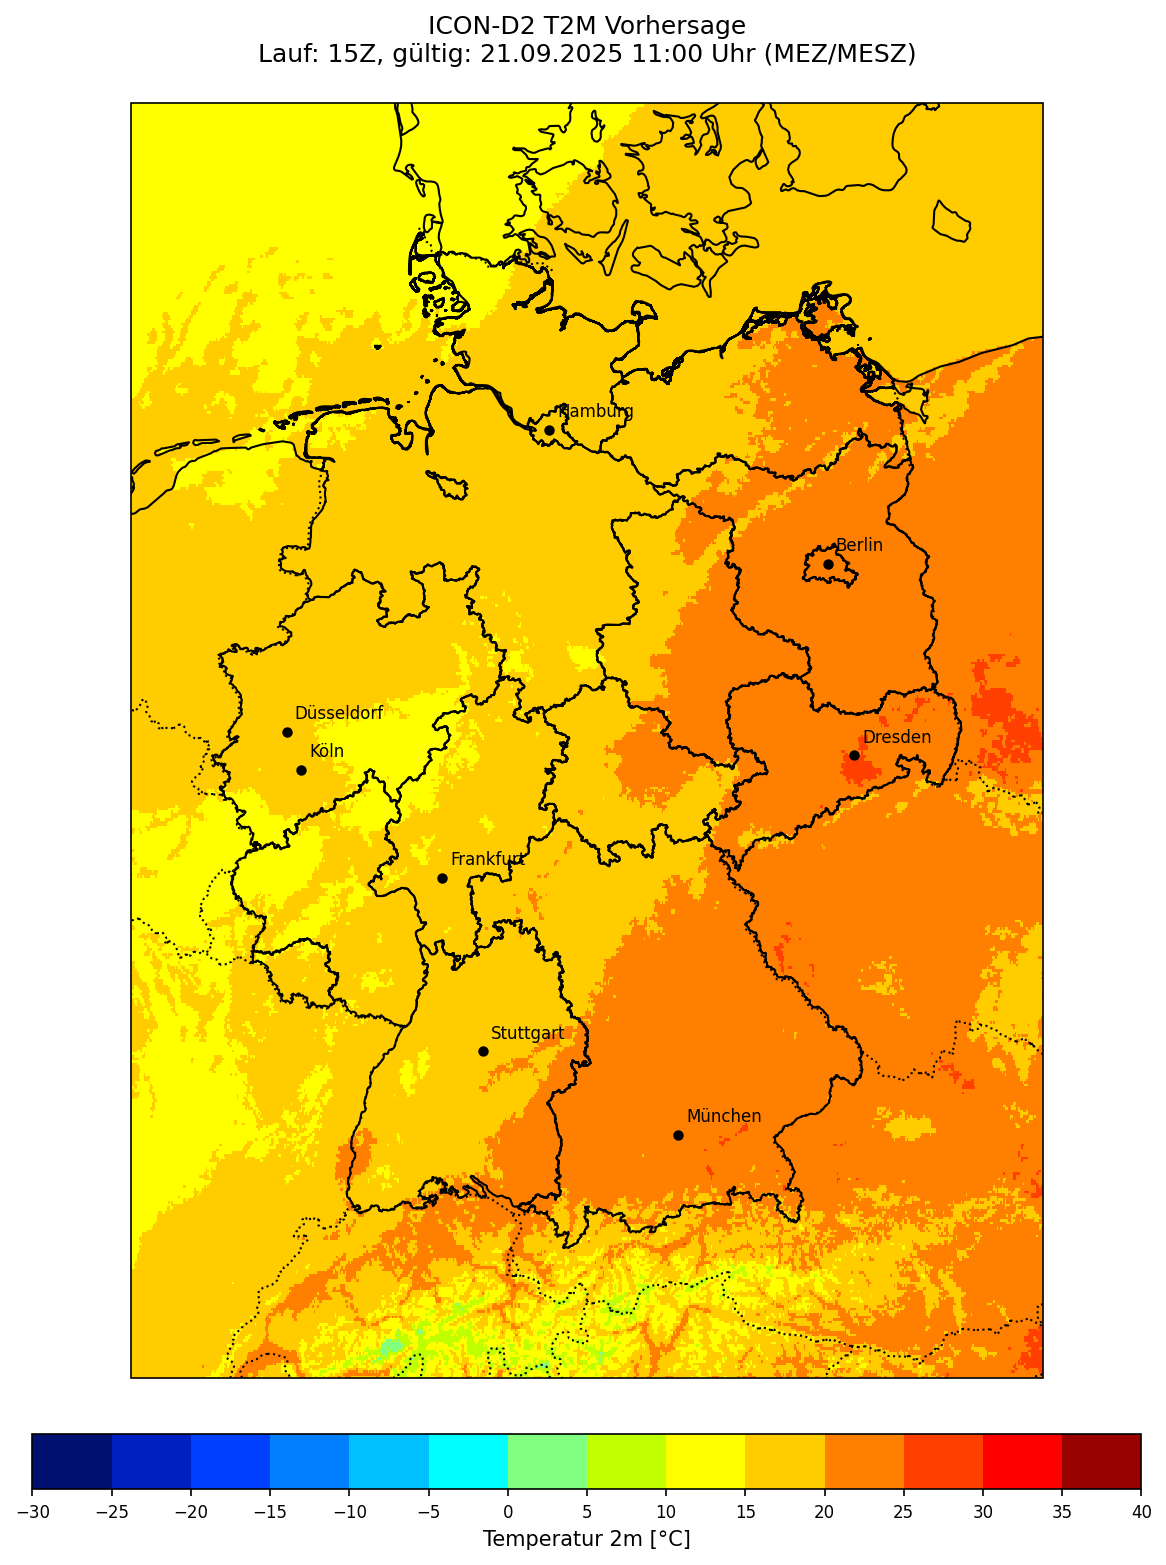 ICON-D2 T2M Vorhersage
Lauf: 15Z, gültig: 21.09.2025 11:00 Uhr (MEZ/MESZ)
Hamburg
Berlin
Düsseldorf
Dresden
Köln
Frankfurt
Stuttgart
München
−30 −25 −20 −15 −10 −5 0 5 10 15 20 25 30 35 40
Temperatur 2m [°C]